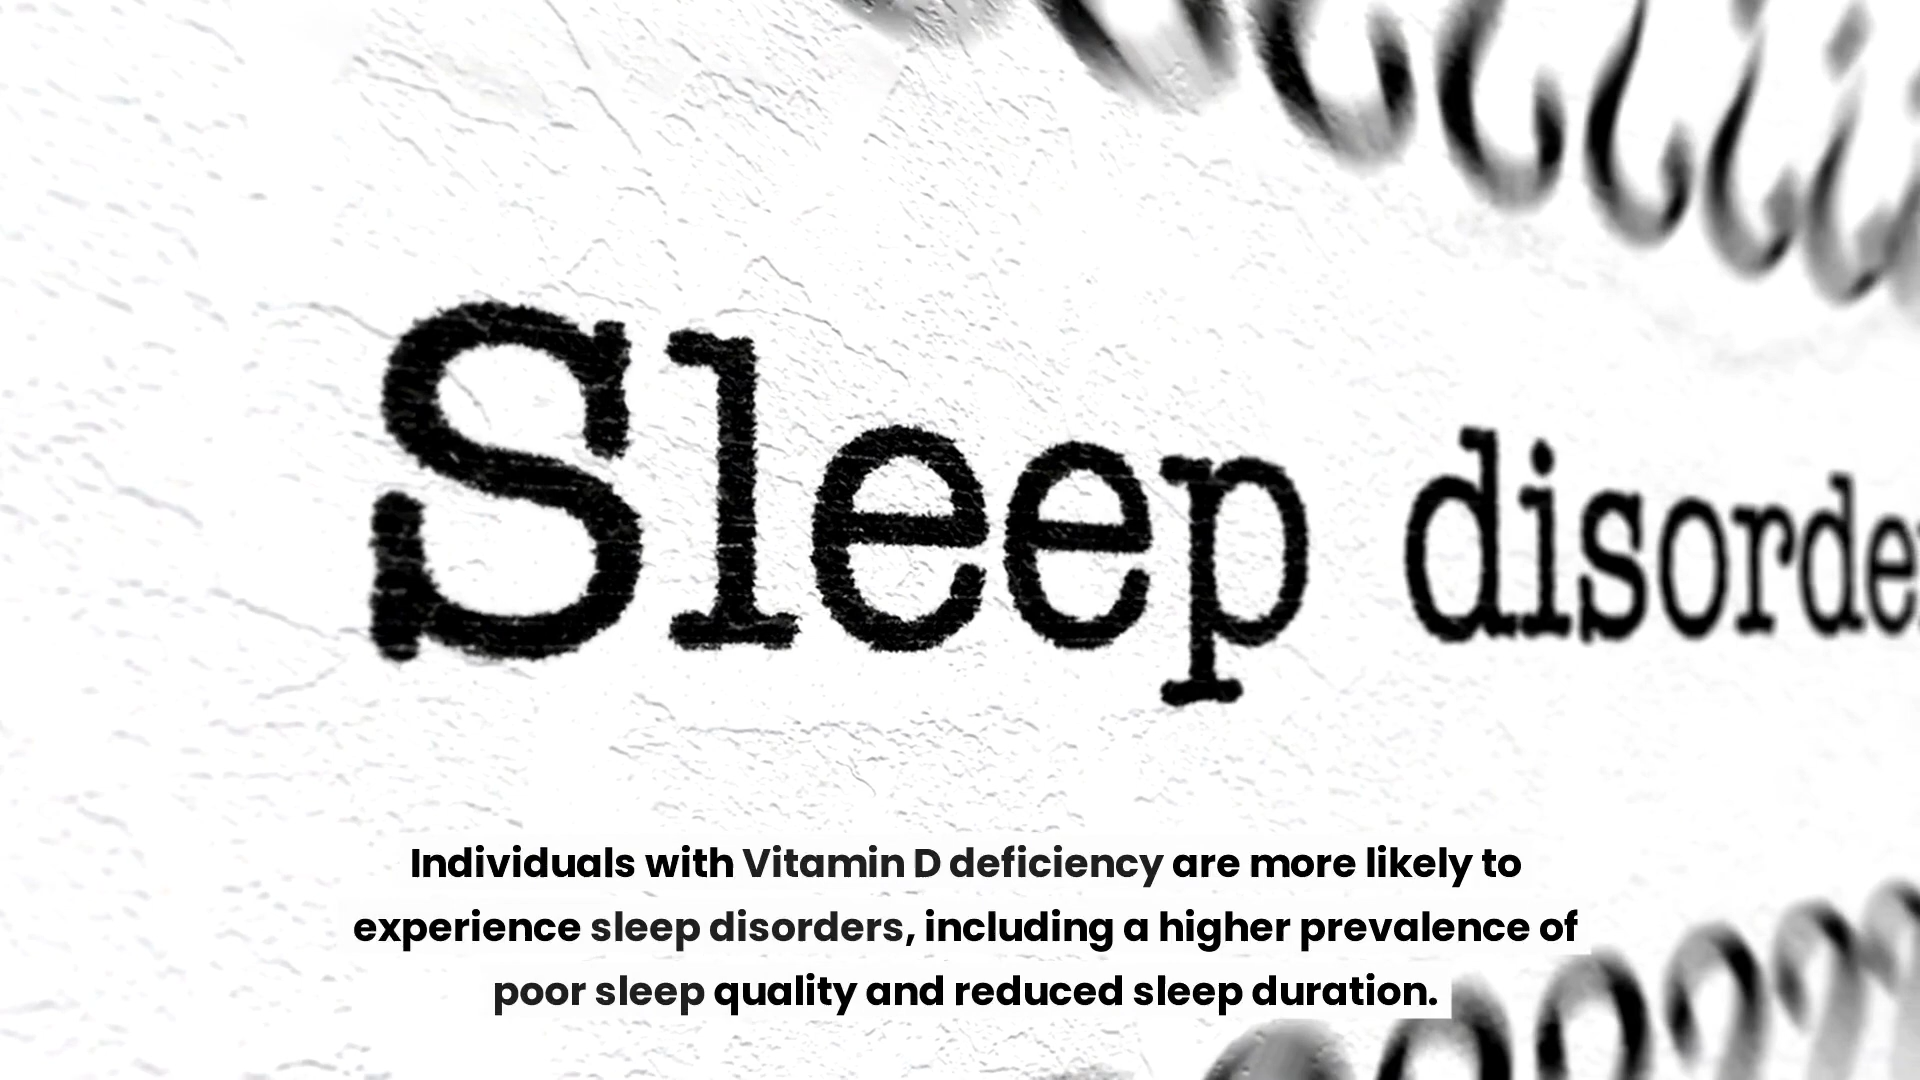 Sleep disorde
Individuals with Vitamin D deficiency are more likely to
experience sleep disorders, including a higher prevalence of
poor sleep quality and reduced sleep duration.